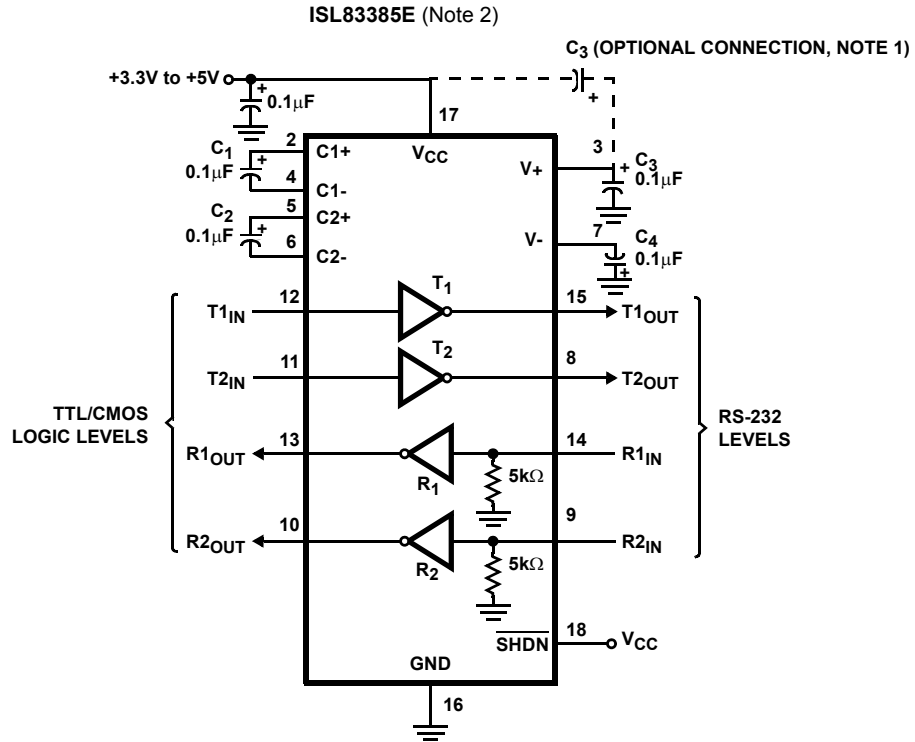 ISL83385E (Note 2)
C3 (OPTIONAL CONNECTION, NOTE 1)
+3.3V to +5V
+
0.1μF
+
17
2
C1
0.1μF
+
4
C1+
C1-
VCC
3
V+
+
C3
0.1μF
C2
0.1μF
+
5
6
C2+
C2-
7
V-
C4
0.1μF
+
T1IN
12
T1
15
T1OUT
T2IN
11
T2
8
T2OUT
TTL/CMOS
LOGIC LEVELS
RS-232
LEVELS
R1OUT
13
R1
5kΩ
14
R1IN
R2OUT
10
R2
5kΩ
9
R2IN
SHDN
18
VCC
GND
16